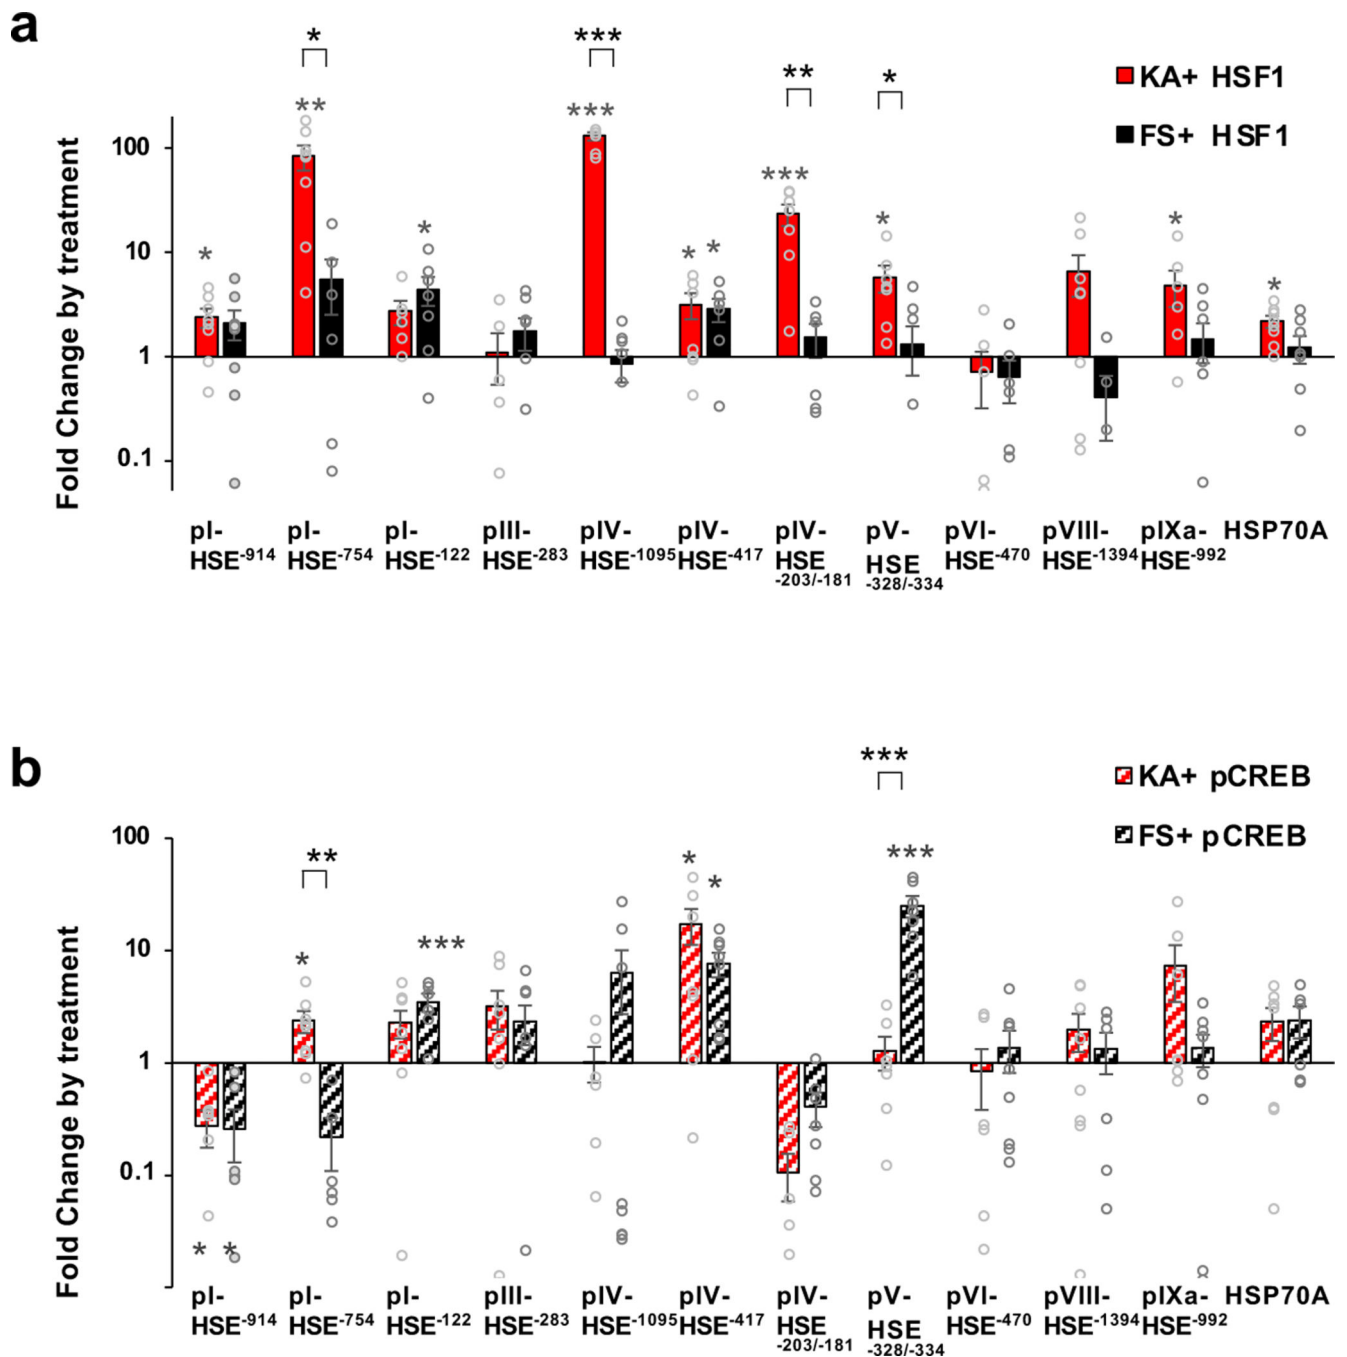 a
* *** ** *
KA+ HSF1
FS+ HSF1
Fold Change by treatment
100
10
1
0.1
* ** * *** * * *** * * *
pI- pI- pI- pIII- pIV- pIV- pIV- pV- pVI- pVIII- pIXa- HSP70A
HSE-914 HSE-754 HSE-122 HSE-283 HSE-1095 HSE-417 HSE HSE HSE-470 HSE-1394 HSE-992
-203/-181 -328/-334
b
*** **
KA+ pCREB
FS+ pCREB
Fold Change by treatment
100
10
1
0.1
* *** * * ***
* *
pI- pI- pI- pIII- pIV- pIV- pIV- pV- pVI- pVIII- pIXa- HSP70A
HSE-914 HSE-754 HSE-122 HSE-283 HSE-1095 HSE-417 HSE HSE HSE-470 HSE-1394 HSE-992
-203/-181 -328/-334